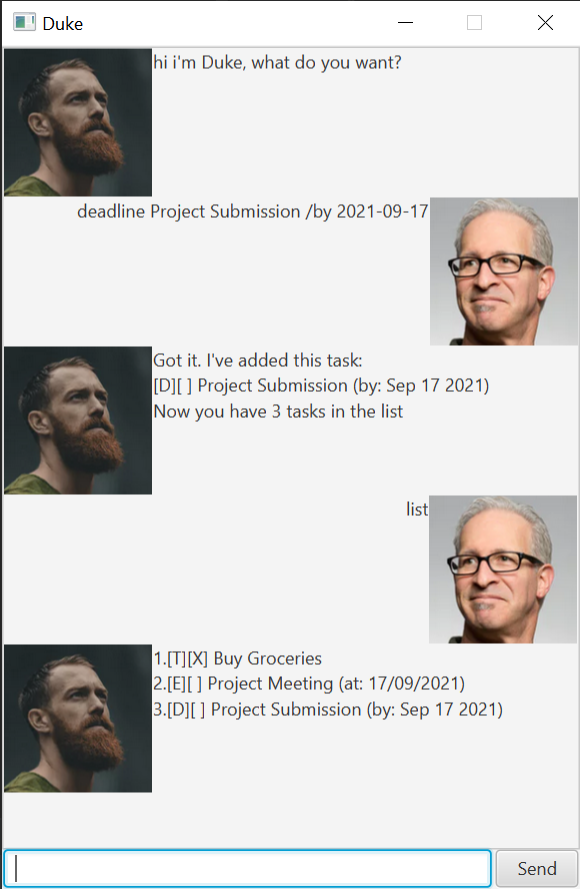 Duke
hi i'm Duke, what do you want?
deadline Project Submission /by 2021-09-17
Got it. I've added this task:
[D][ ] Project Submission (by: Sep 17 2021)
Now you have 3 tasks in the list
list
1.[T][X] Buy Groceries
2.[E][ ] Project Meeting (at: 17/09/2021)
3.[D][ ] Project Submission (by: Sep 17 2021)
Send